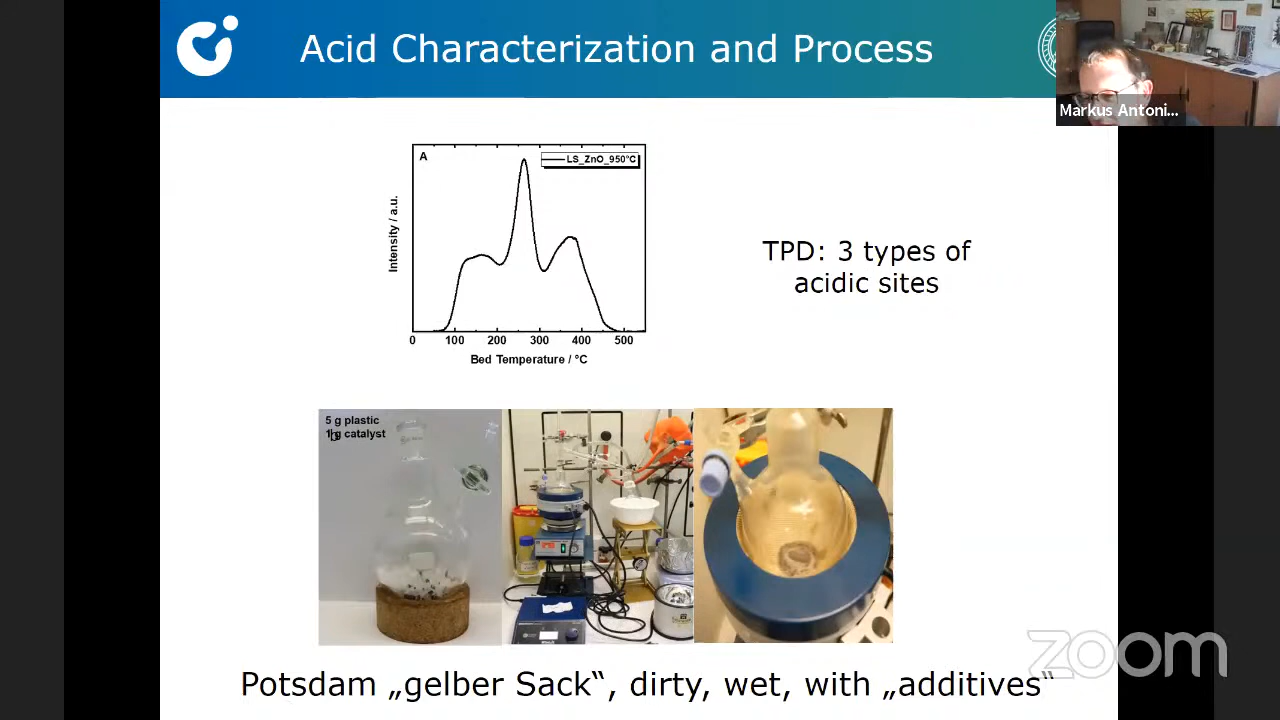 Acid Characterization and Process
Markus Antoni...
A
LS_ZnO_950°C
Intensity / a.u.
0 100 200 300 400 500
Bed Temperature / °C
TPD: 3 types of
acidic sites
5 g plastic
1 g catalyst
Potsdam „gelber Sack“, dirty, wet, with „additives“
zoom